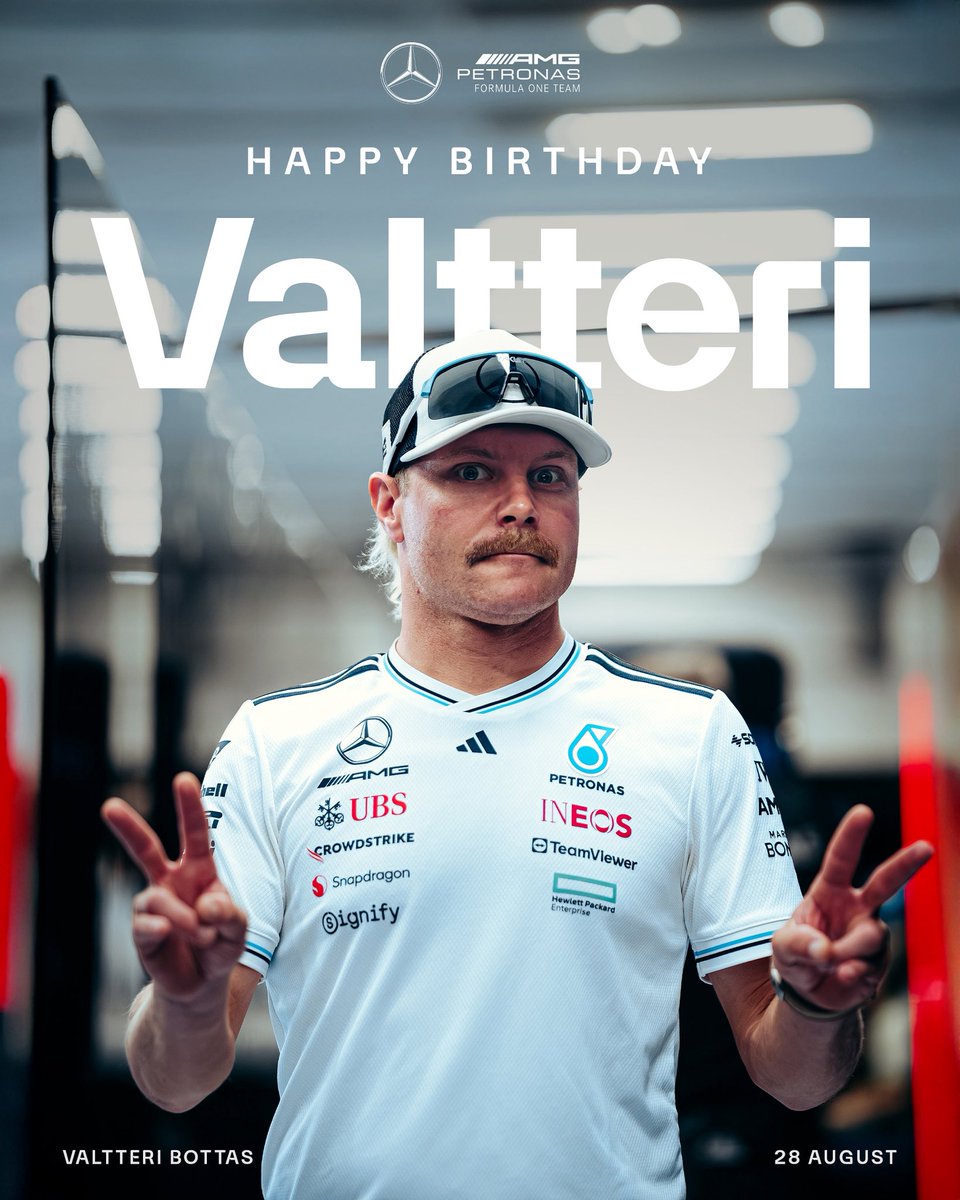 AMG
PETRONAS
FORMULA ONE TEAM
HAPPY BIRTHDAY
Valtteri
AMG
PETRONAS
UBS
INEOS
CROWDSTRIKE
TeamViewer
Snapdragon
Hewlett Packard
Enterprise
Signify
VALTTERI BOTTAS
28 AUGUST